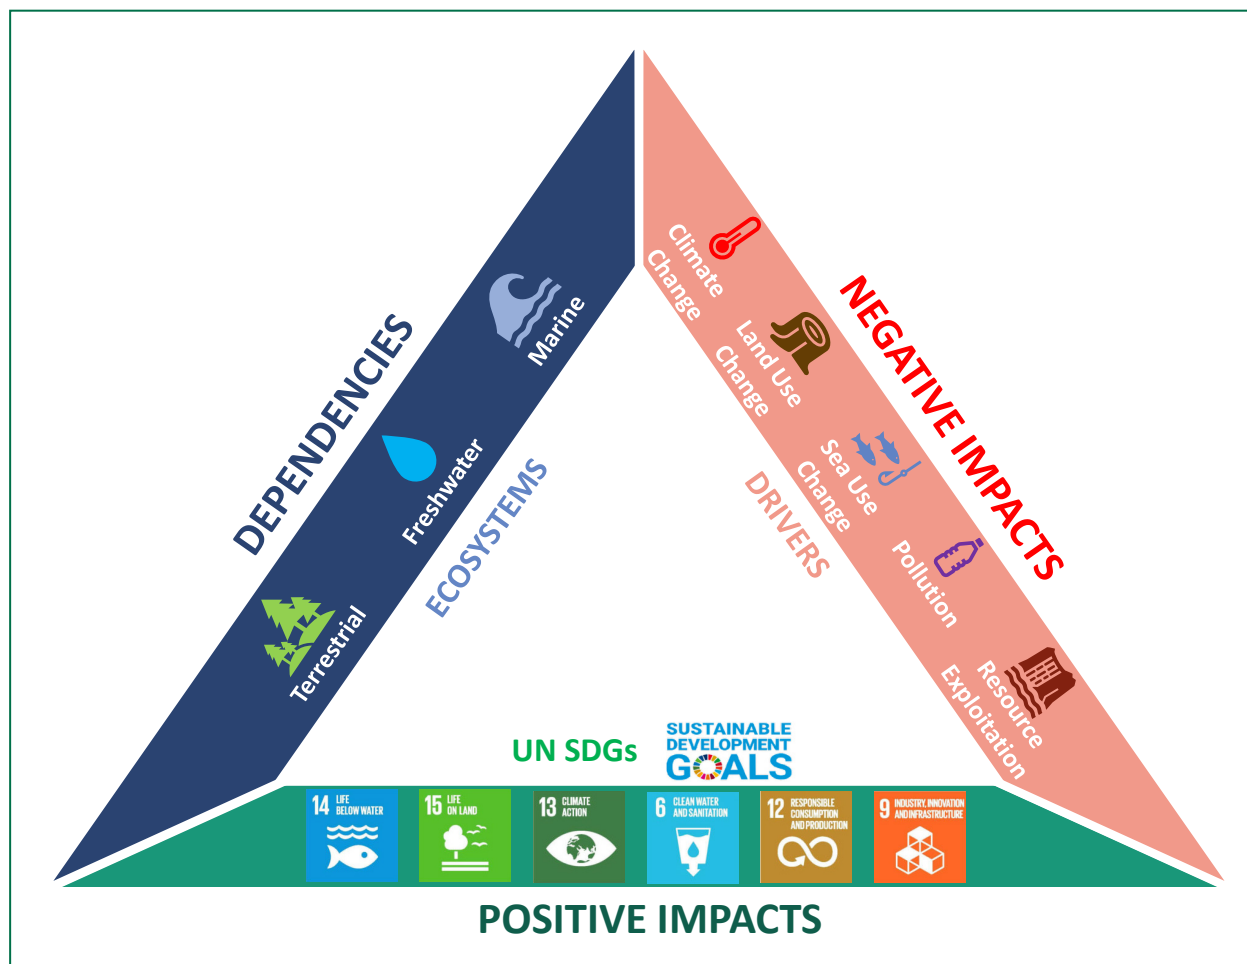 DEPENDENCIES
Marine
Freshwater
Terrestrial
ECOSYSTEMS
NEGATIVE IMPACTS
Climate
Change
Land Use
Change
Sea Use
Change
Pollution
Resource
Exploitation
DRIVERS
UN SDGs
SUSTAINABLE
DEVELOPMENT
GOALS
14 LIFE
BELOW WATER
15 LIFE
ON LAND
13 CLIMATE
ACTION
6 CLEAN WATER
AND SANITATION
12 RESPONSIBLE
CONSUMPTION
AND PRODUCTION
9 INDUSTRY, INNOVATION
AND INFRASTRUCTURE
POSITIVE IMPACTS